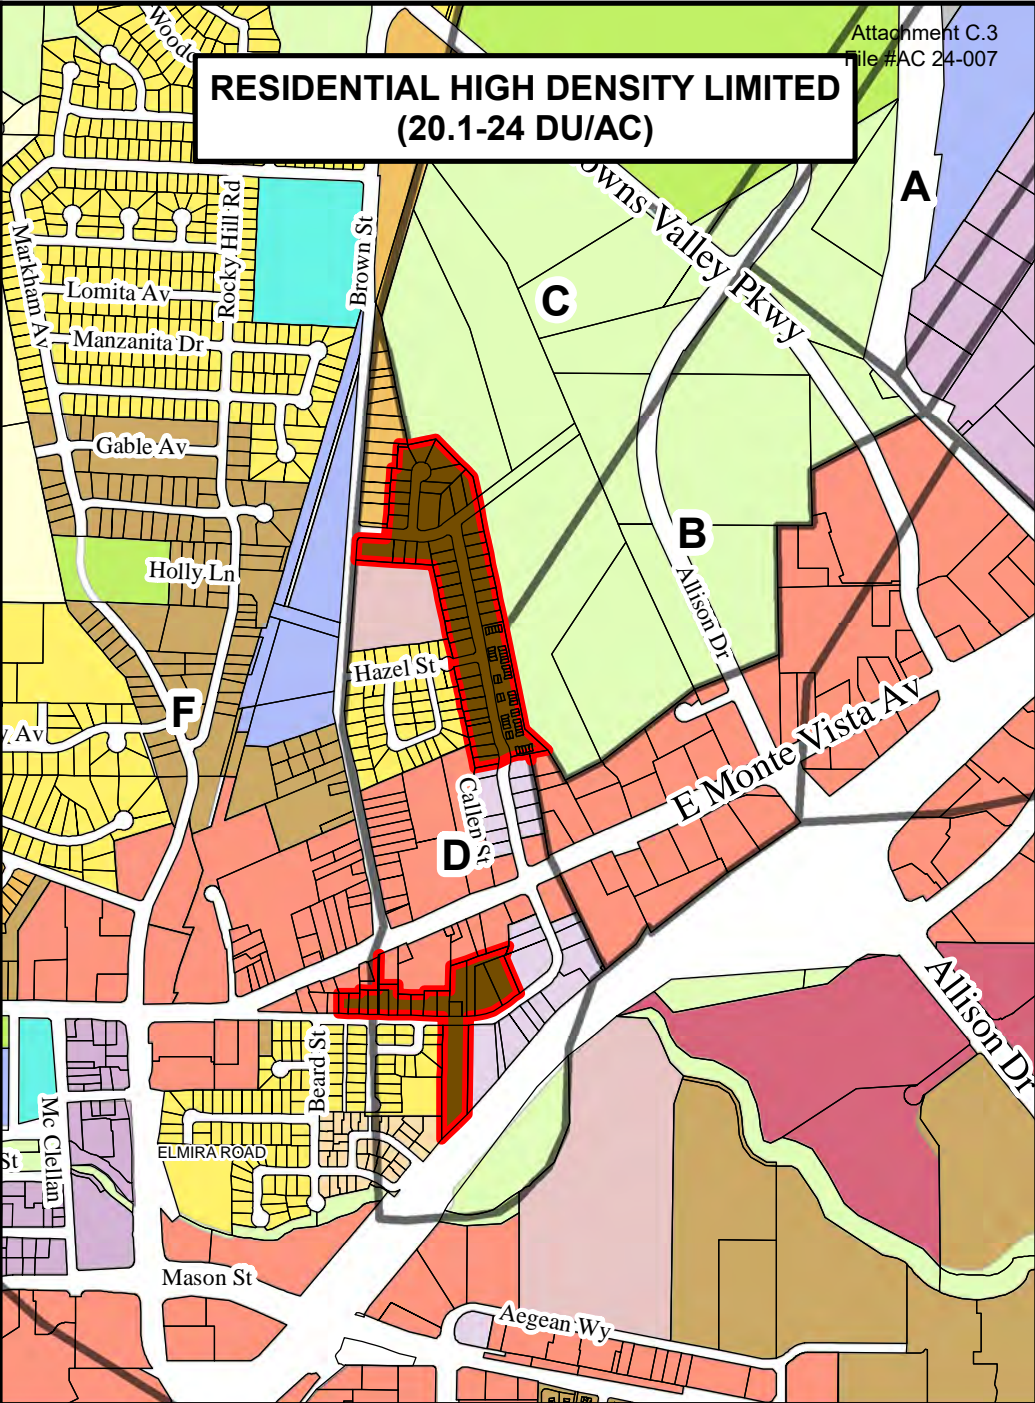 Attachment C.3
File #AC 24-007
RESIDENTIAL HIGH DENSITY LIMITED
(20.1-24 DU/AC)
owns Valley Pkwy
A
Rocky Hill Rd
Brown St
Markham Av
Lomita Av
C
Manzanita Dr
Gable Av
B
Holly Ln
Allison Dr
Hazel St
F
Av
E Monte Vista Av
Callen St
D
Allison Dr
Beard St
Mc Clellan
St
ELMIRA ROAD
Mason St
Aegean Wy